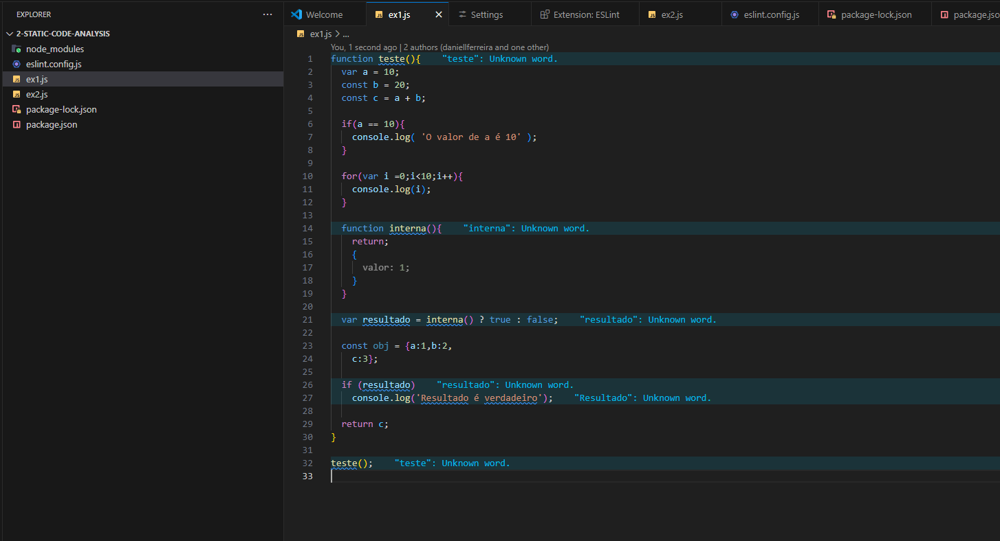 EXPLORER ...
2-STATIC-CODE-ANALYSIS
node_modules
eslint.config.js
ex1.js
ex2.js
package-lock.json
package.json
Welcome ex1.js Settings Extension: ESLint ex2.js eslint.config.js package-lock.json package.jso
ex1.js > ...
You, 1 second ago | 2 authors (daniellferreira and one other)
1 function teste(){ "teste": Unknown word.
2 var a = 10;
3 const b = 20;
4 const c = a + b;
5
6 if(a == 10){
7 console.log( 'O valor de a é 10' );
8 }
9
10 for(var i =0;i<10;i++){
11 console.log(i);
12 }
13
14 function interna(){ "interna": Unknown word.
15 return;
16 {
17 valor: 1;
18 }
19 }
20
21 var resultado = interna() ? true : false; "resultado": Unknown word.
22
23 const obj = {a:1,b:2,
24 c:3};
25
26 if (resultado) "resultado": Unknown word.
27 console.log('Resultado é verdadeiro'); "Resultado": Unknown word.
28
29 return c;
30 }
31
32 teste(); "teste": Unknown word.
33